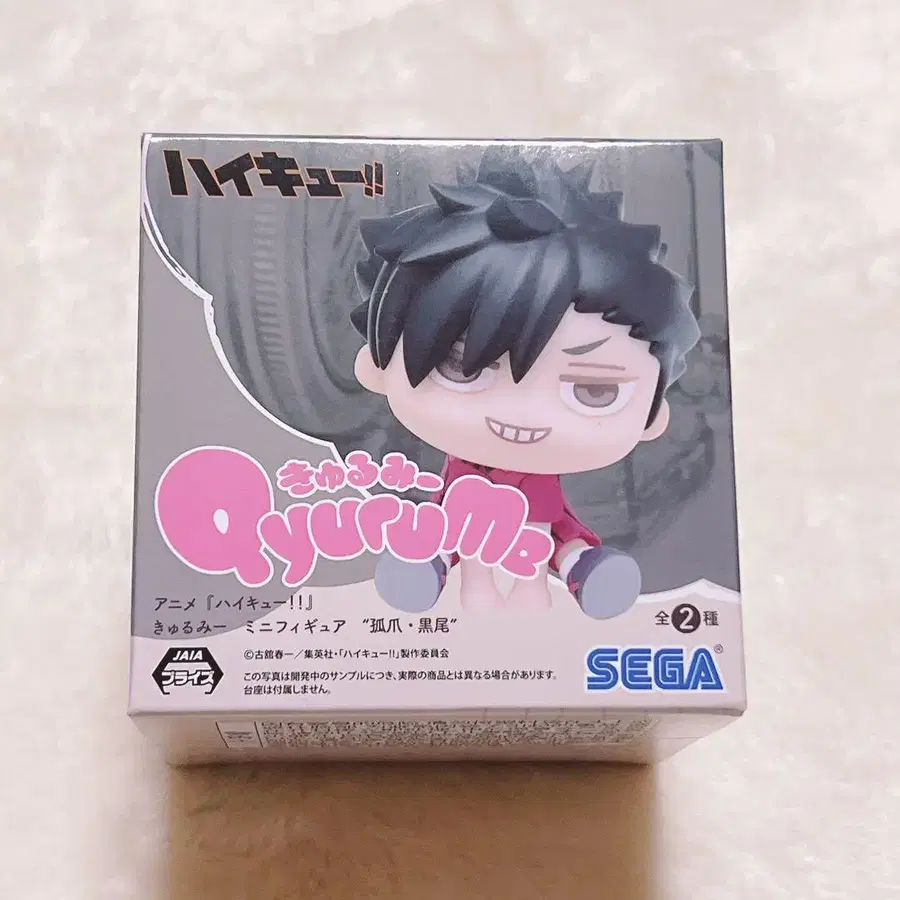 ハイキュー!!
きゅるみー
QyuruMe
アニメ『ハイキュー!!』
きゅるみー ミニフィギュア “孤爪・黒尾”
全2種
JAIA
プライズ
©古舘春一／集英社・「ハイキュー!!」製作委員会
この写真は開発中のサンプルにつき、実際の商品とは異なる場合があります。
台座は付属しません。
SEGA